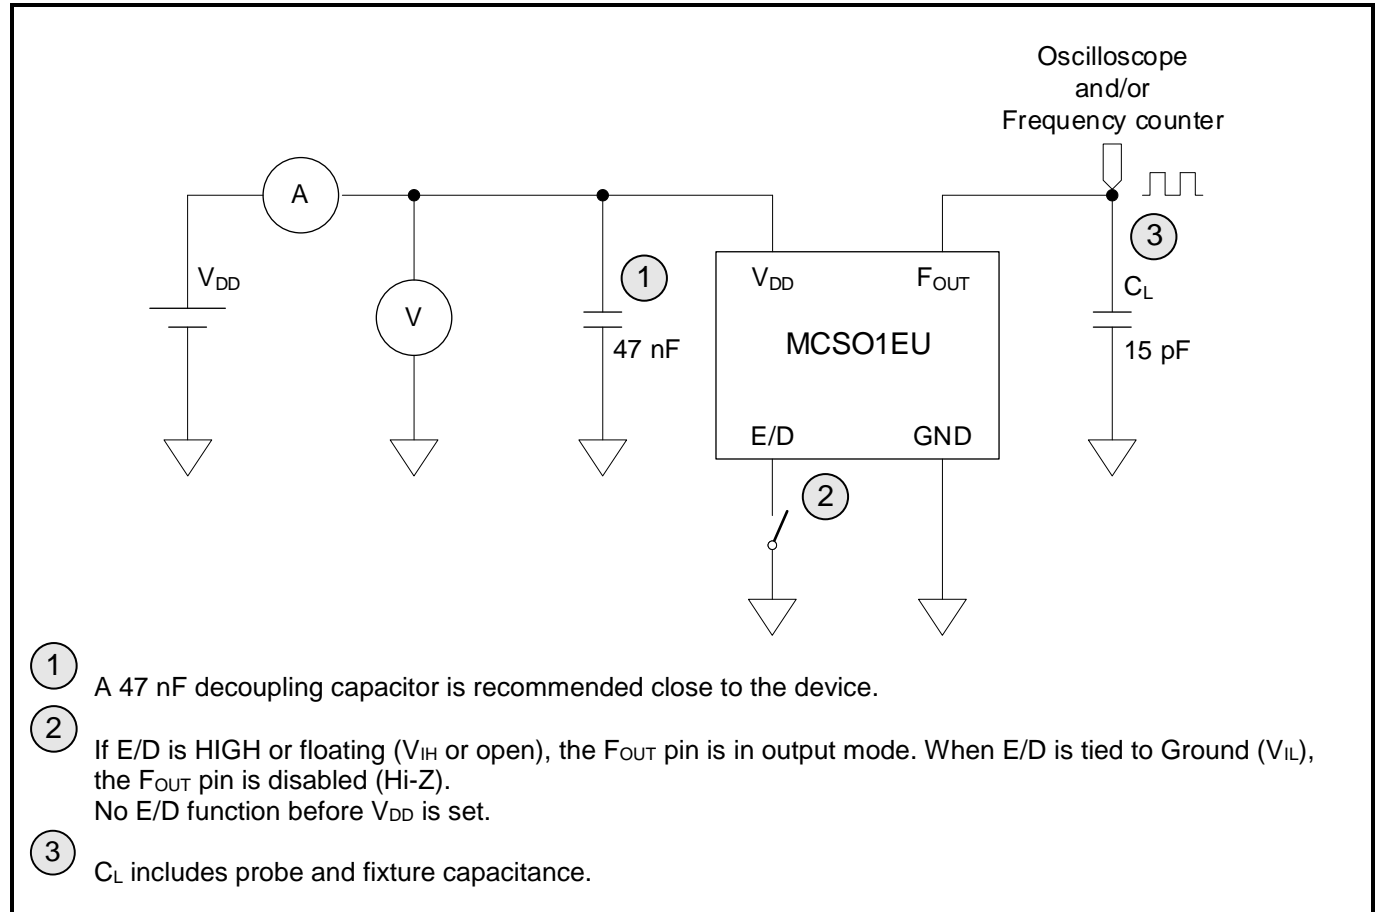 Oscilloscope
and/or
Frequency counter
A
3
VDD
1
VDD
FOUT
CL
V
MCSO1EU
47 nF
15 pF
E/D
GND
2
1
A 47 nF decoupling capacitor is recommended close to the device.
2
If E/D is HIGH or floating (VIH or open), the FOUT pin is in output mode. When E/D is tied to Ground (VIL),
the FOUT pin is disabled (Hi-Z).
No E/D function before VDD is set.
3
CL includes probe and fixture capacitance.